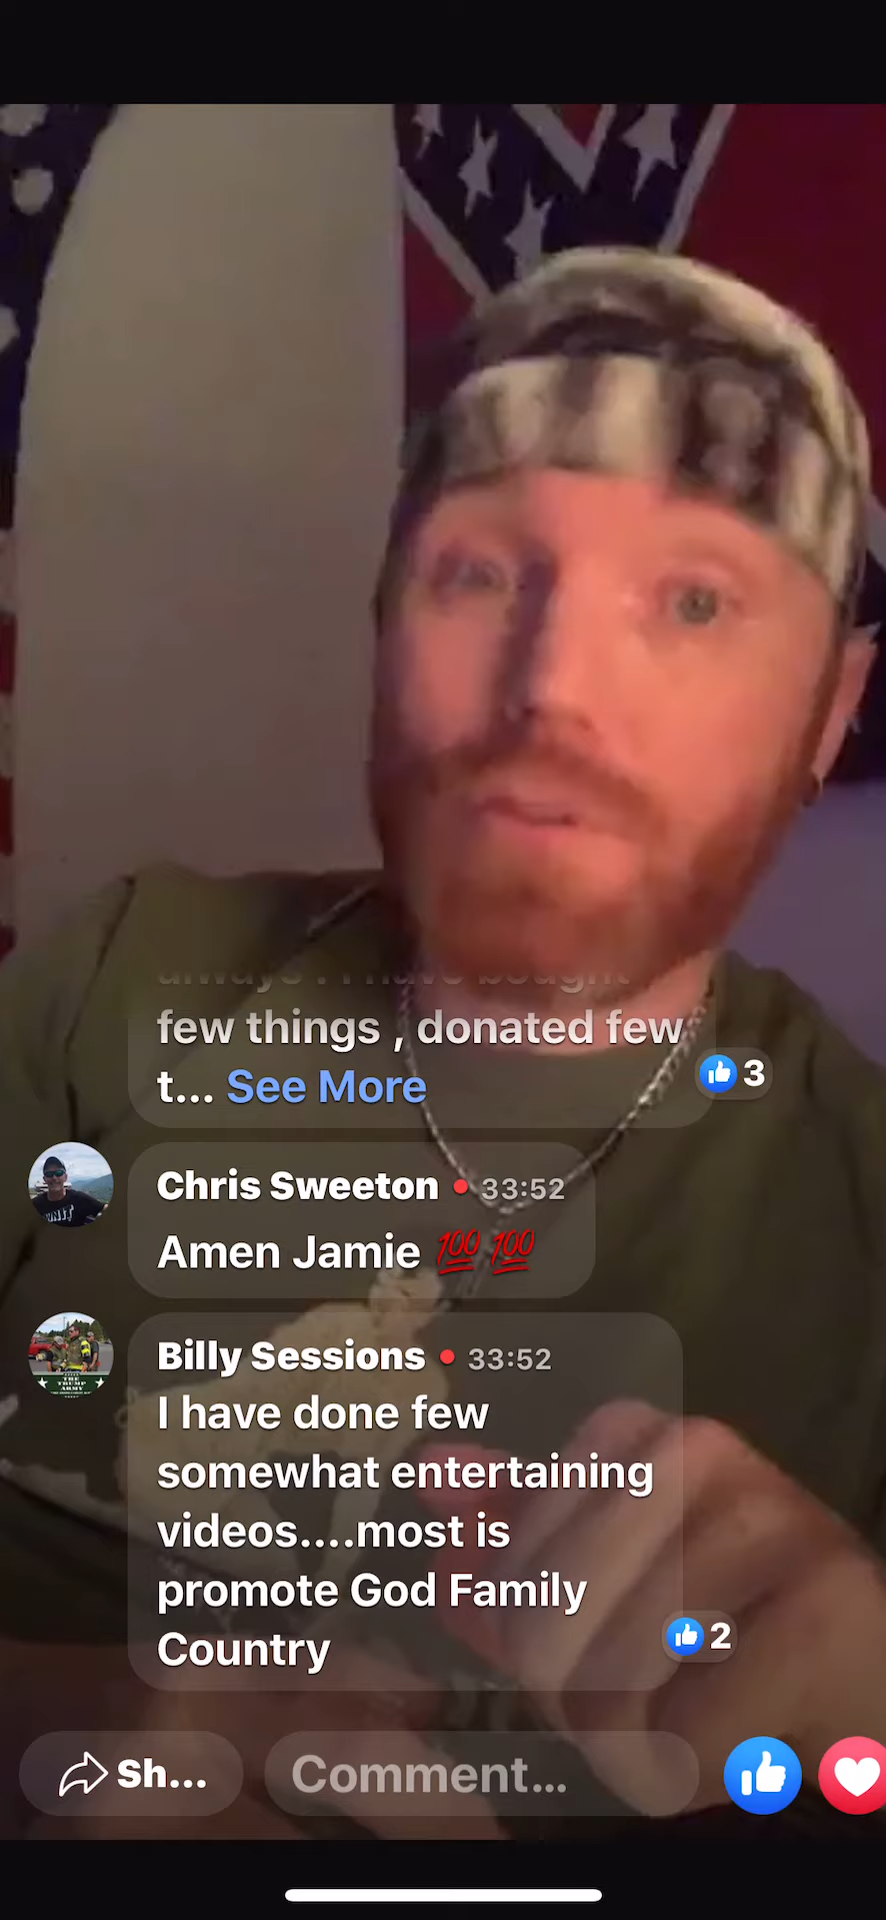 few things , donated few
t... See More
3
Chris Sweeton • 33:52
Amen Jamie 💯 💯
Billy Sessions • 33:52
I have done few
somewhat entertaining
videos....most is
promote God Family
Country
2
Sh...
Comment...